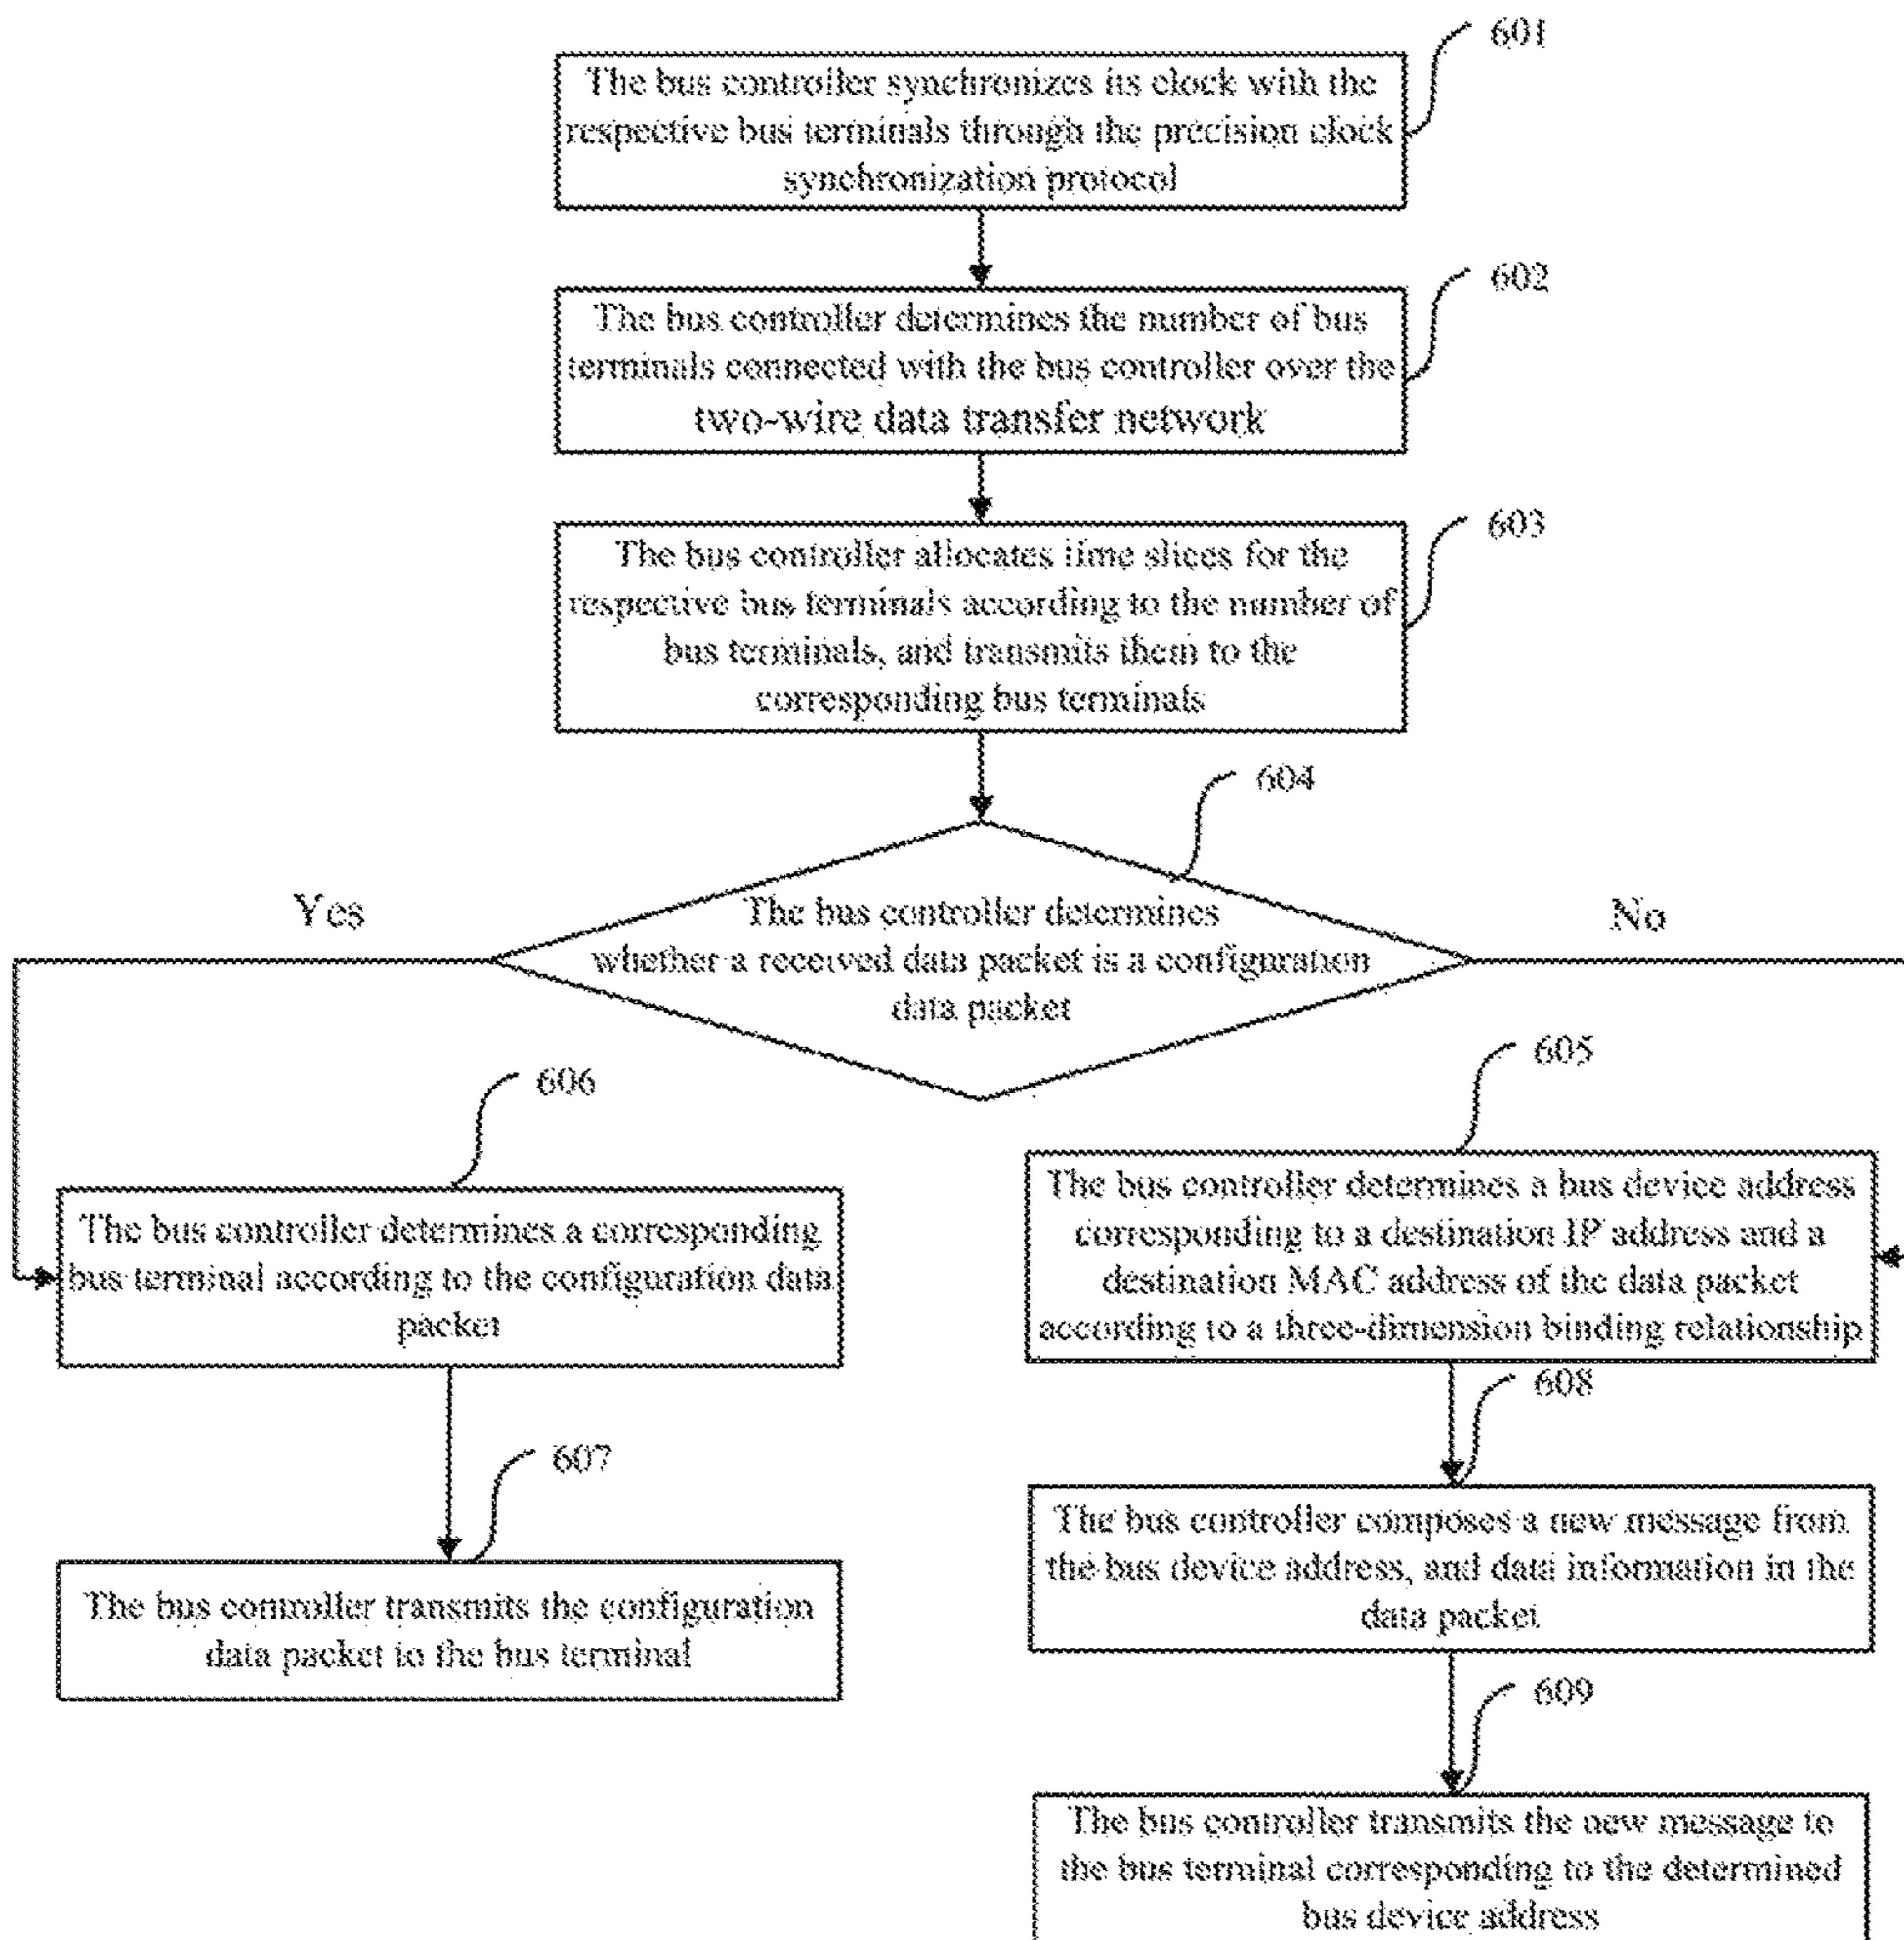 601
The bus controller synchronizes its clock with the
respective bus terminals through the precision clock
synchronization protocol
602
The bus controller determines the number of bus
terminals connected with the bus controller over the
two-wire data transfer network
603
The bus controller allocates time slices for the
respective bus terminals according to the number of
bus terminals, and transmits them to the
corresponding bus terminals
604
Yes
The bus controller determines
whether a received data packet is a configuration
data packet
No
606
The bus controller determines a corresponding
bus terminal according to the configuration data
packet
607
The bus controller transmits the configuration
data packet to the bus terminal
605
The bus controller determines a bus device address
corresponding to a destination IP address and a
destination MAC address of the data packet
according to a three-dimension binding relationship
608
The bus controller composes a new message from
the bus device address, and data information in the
data packet
609
The bus controller transmits the new message to
the bus terminal corresponding to the determined
bus device address